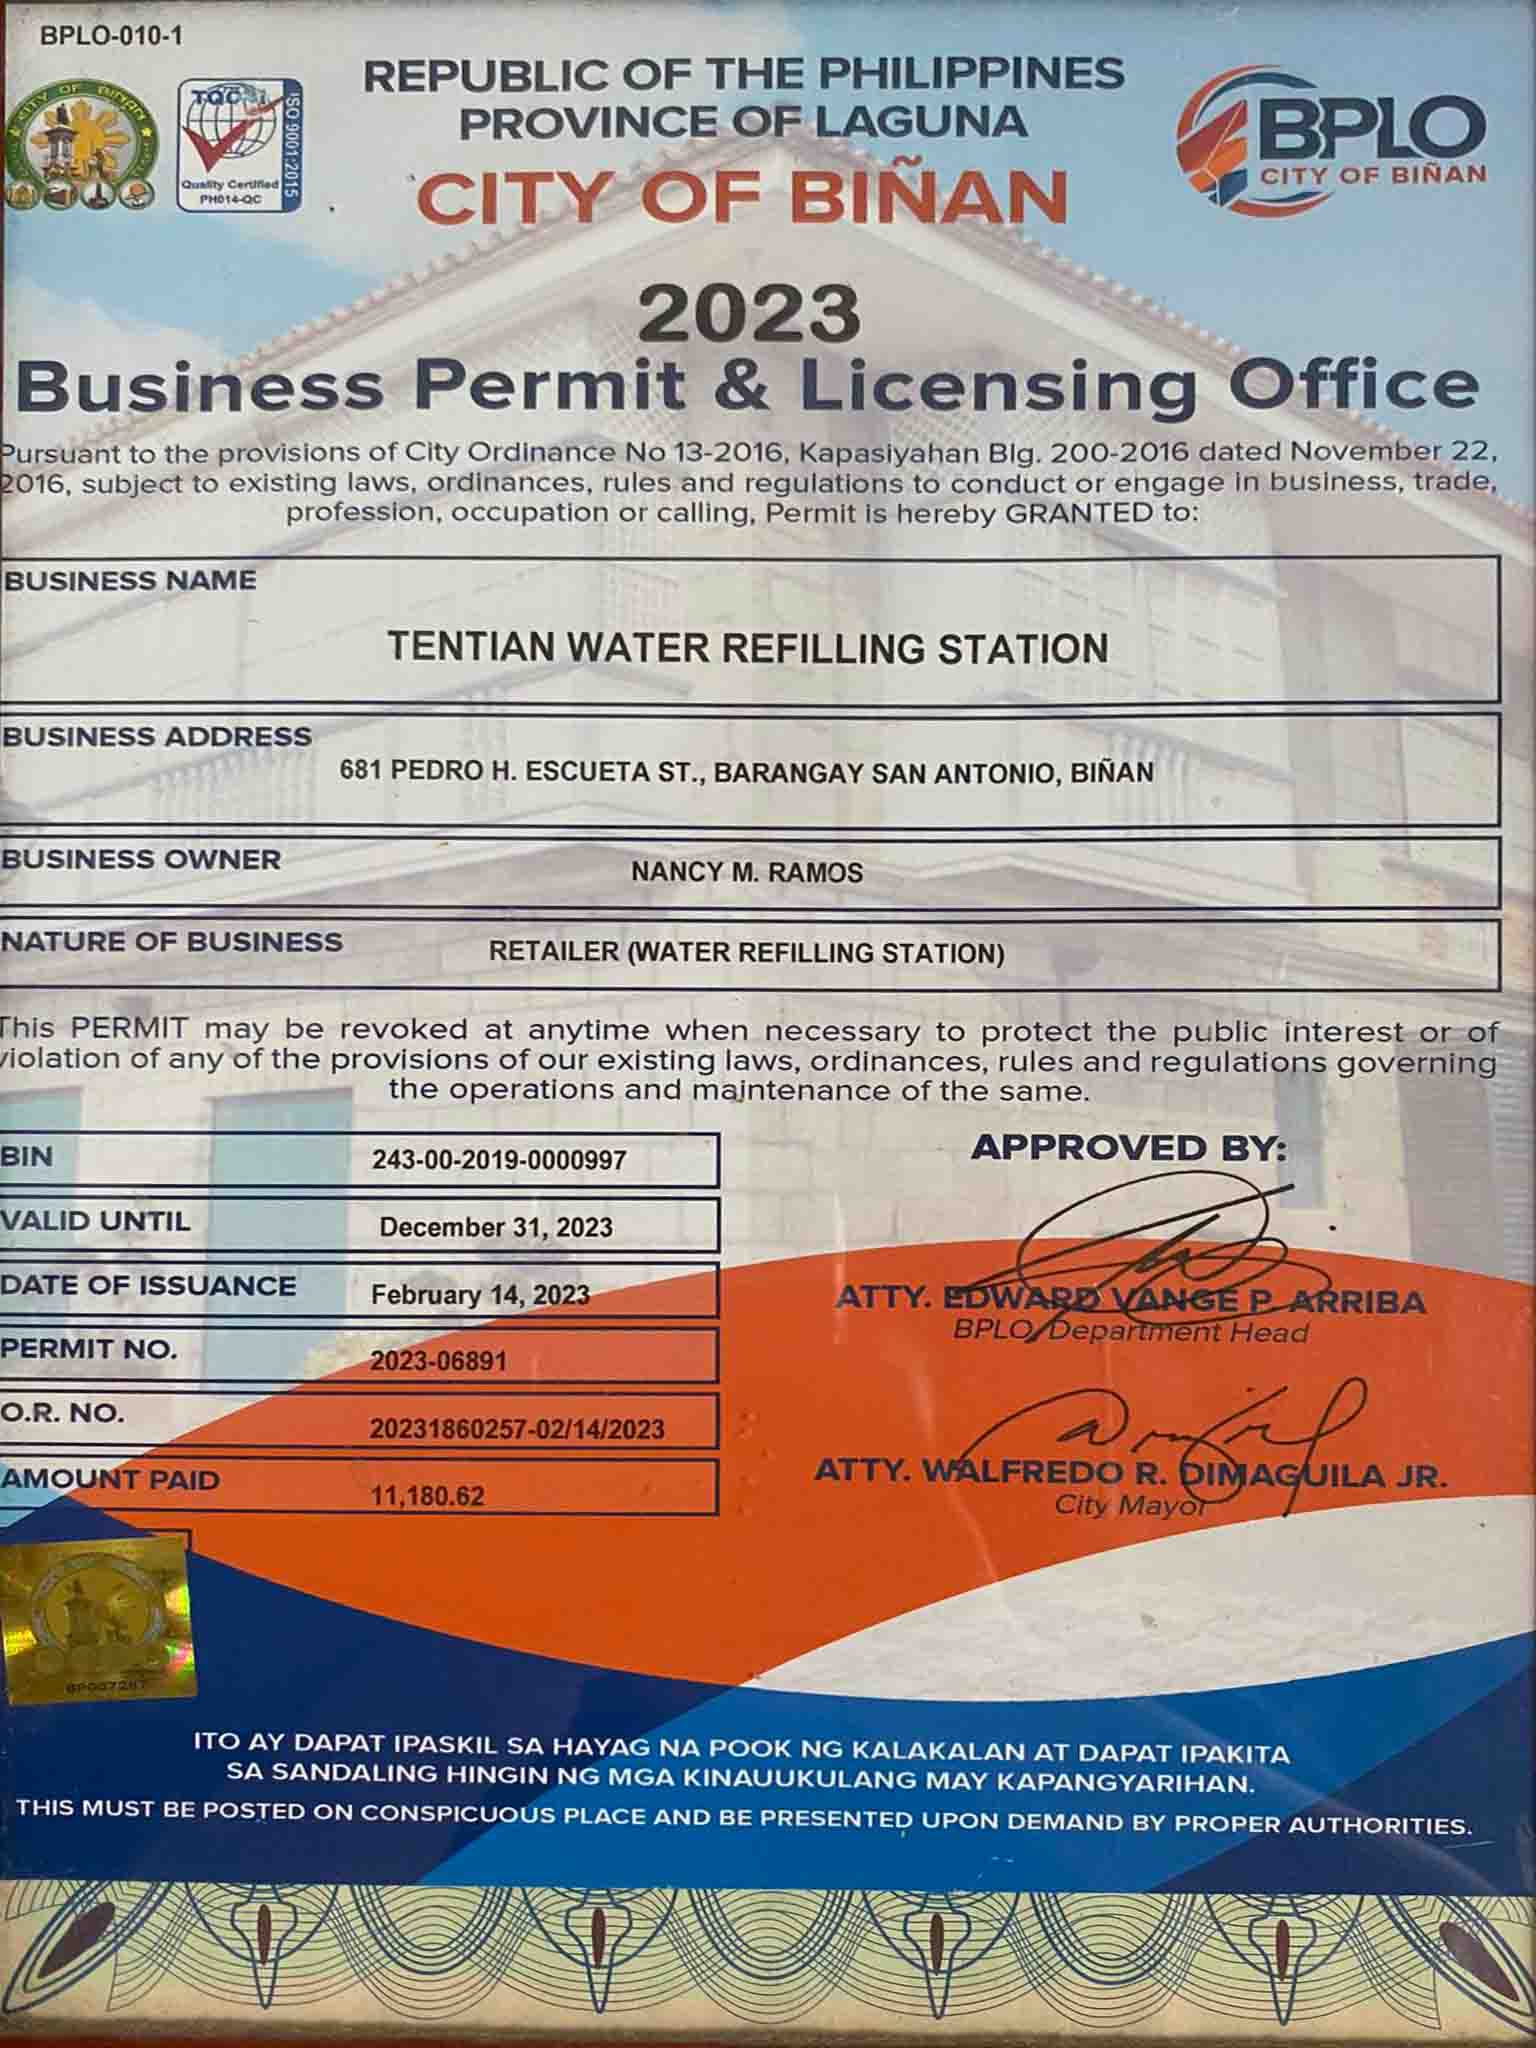 BPLO-010-1
CITY OF BIÑAN
TQC
ISO 9001:2015
Quality Certified
PH014-QC
REPUBLIC OF THE PHILIPPINES
PROVINCE OF LAGUNA
CITY OF BIÑAN
BPLO
CITY OF BIÑAN
2023
Business Permit & Licensing Office
Pursuant to the provisions of City Ordinance No 13-2016, Kapasiyahan Blg. 200-2016 dated November 22,
2016, subject to existing laws, ordinances, rules and regulations to conduct or engage in business, trade,
profession, occupation or calling, Permit is hereby GRANTED to:
BUSINESS NAME
TENTIAN WATER REFILLING STATION
BUSINESS ADDRESS
681 PEDRO H. ESCUETA ST., BARANGAY SAN ANTONIO, BIÑAN
BUSINESS OWNER
NANCY M. RAMOS
NATURE OF BUSINESS
RETAILER (WATER REFILLING STATION)
This PERMIT may be revoked at anytime when necessary to protect the public interest or of
violation of any of the provisions of our existing laws, ordinances, rules and regulations governing
the operations and maintenance of the same.
BIN 243-00-2019-0000997
VALID UNTIL December 31, 2023
DATE OF ISSUANCE February 14, 2023
PERMIT NO. 2023-06891
O.R. NO. 20231860257-02/14/2023
AMOUNT PAID 11,180.62
APPROVED BY:
ATTY. EDWARD VANGE P. ARRIBA
BPLO Department Head
ATTY. WALFREDO R. DIMAGUILA JR.
City Mayor
ITO AY DAPAT IPASKIL SA HAYAG NA POOK NG KALAKALAN AT DAPAT IPAKITA
SA SANDALING HINGIN NG MGA KINAUUKULANG MAY KAPANGYARIHAN.
THIS MUST BE POSTED ON CONSPICUOUS PLACE AND BE PRESENTED UPON DEMAND BY PROPER AUTHORITIES.